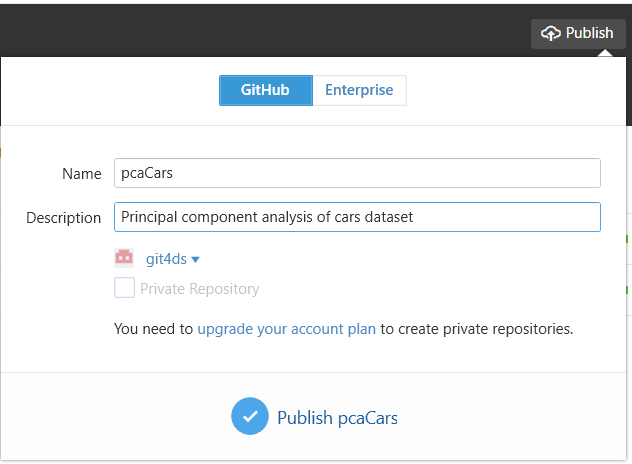 Publish
GitHub Enterprise
Name pcaCars
Description Principal component analysis of cars dataset
git4ds
Private Repository
You need to upgrade your account plan to create private repositories.
Publish pcaCars